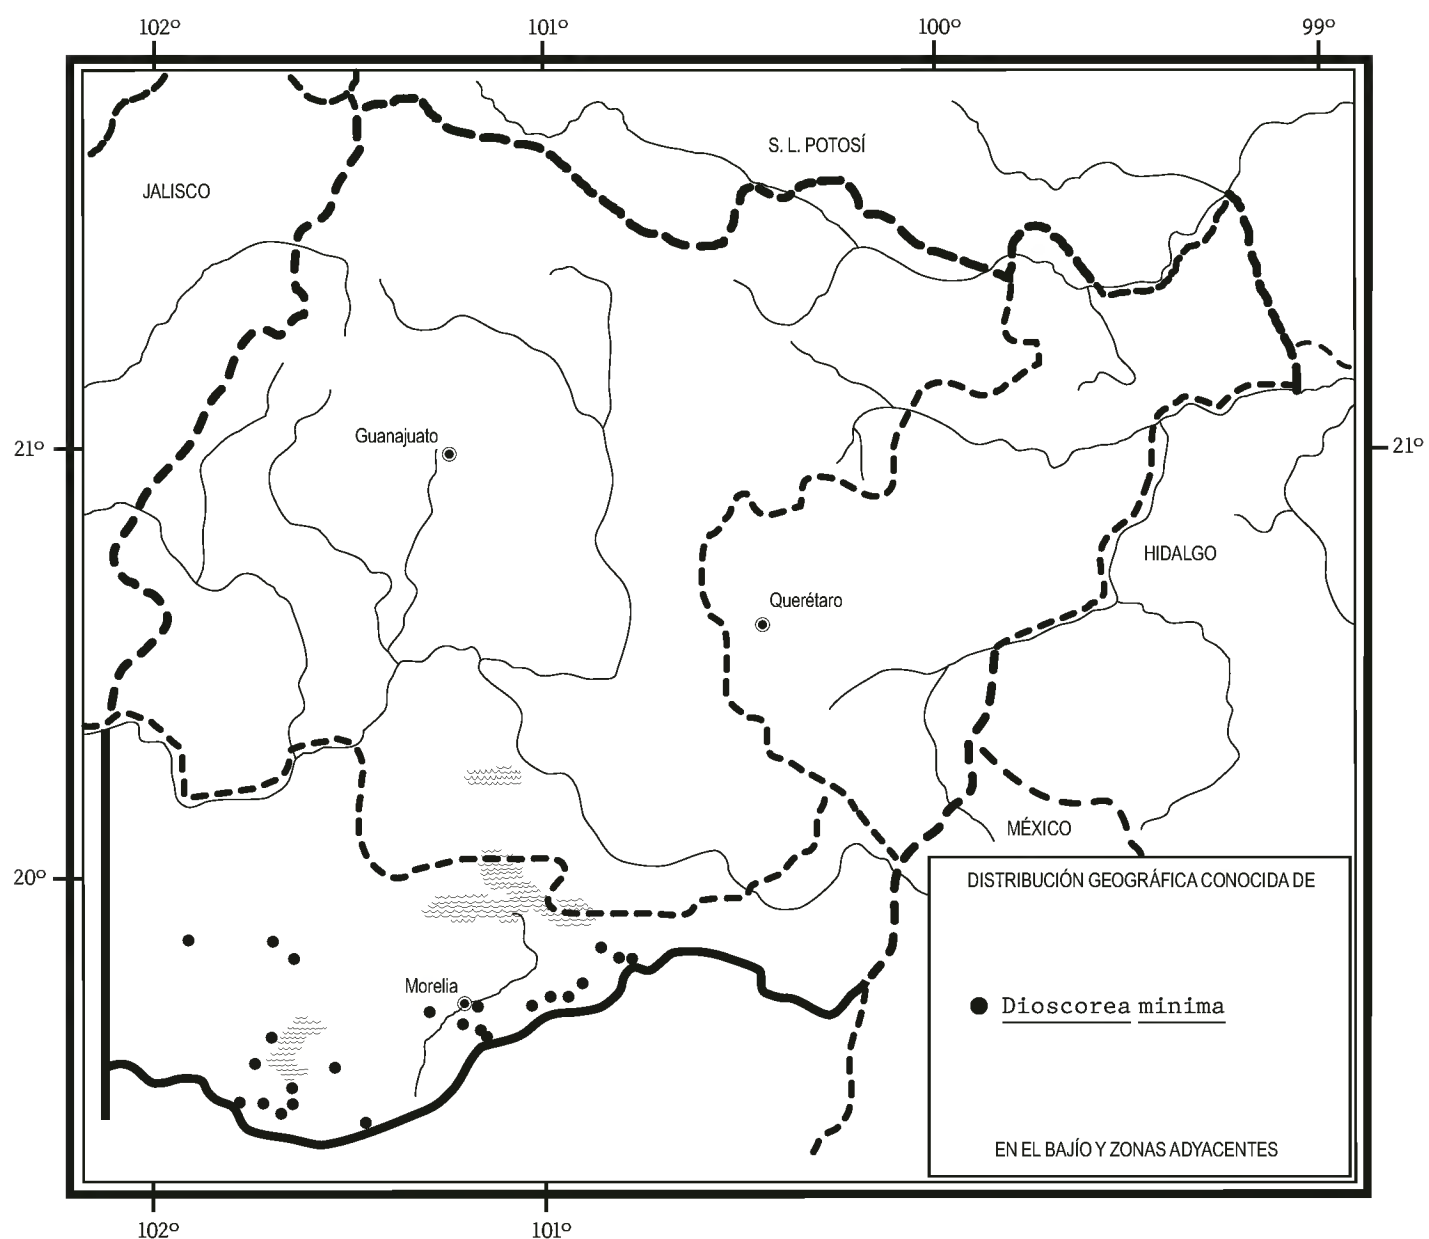 102º 101º 100º 99º
S. L. POTOSÍ
JALISCO
Guanajuato
21º 21º
HIDALGO
Querétaro
MÉXICO
20º
DISTRIBUCIÓN GEOGRÁFICA CONOCIDA DE
Morelia
Dioscorea minima
EN EL BAJÍO Y ZONAS ADYACENTES
102º 101º